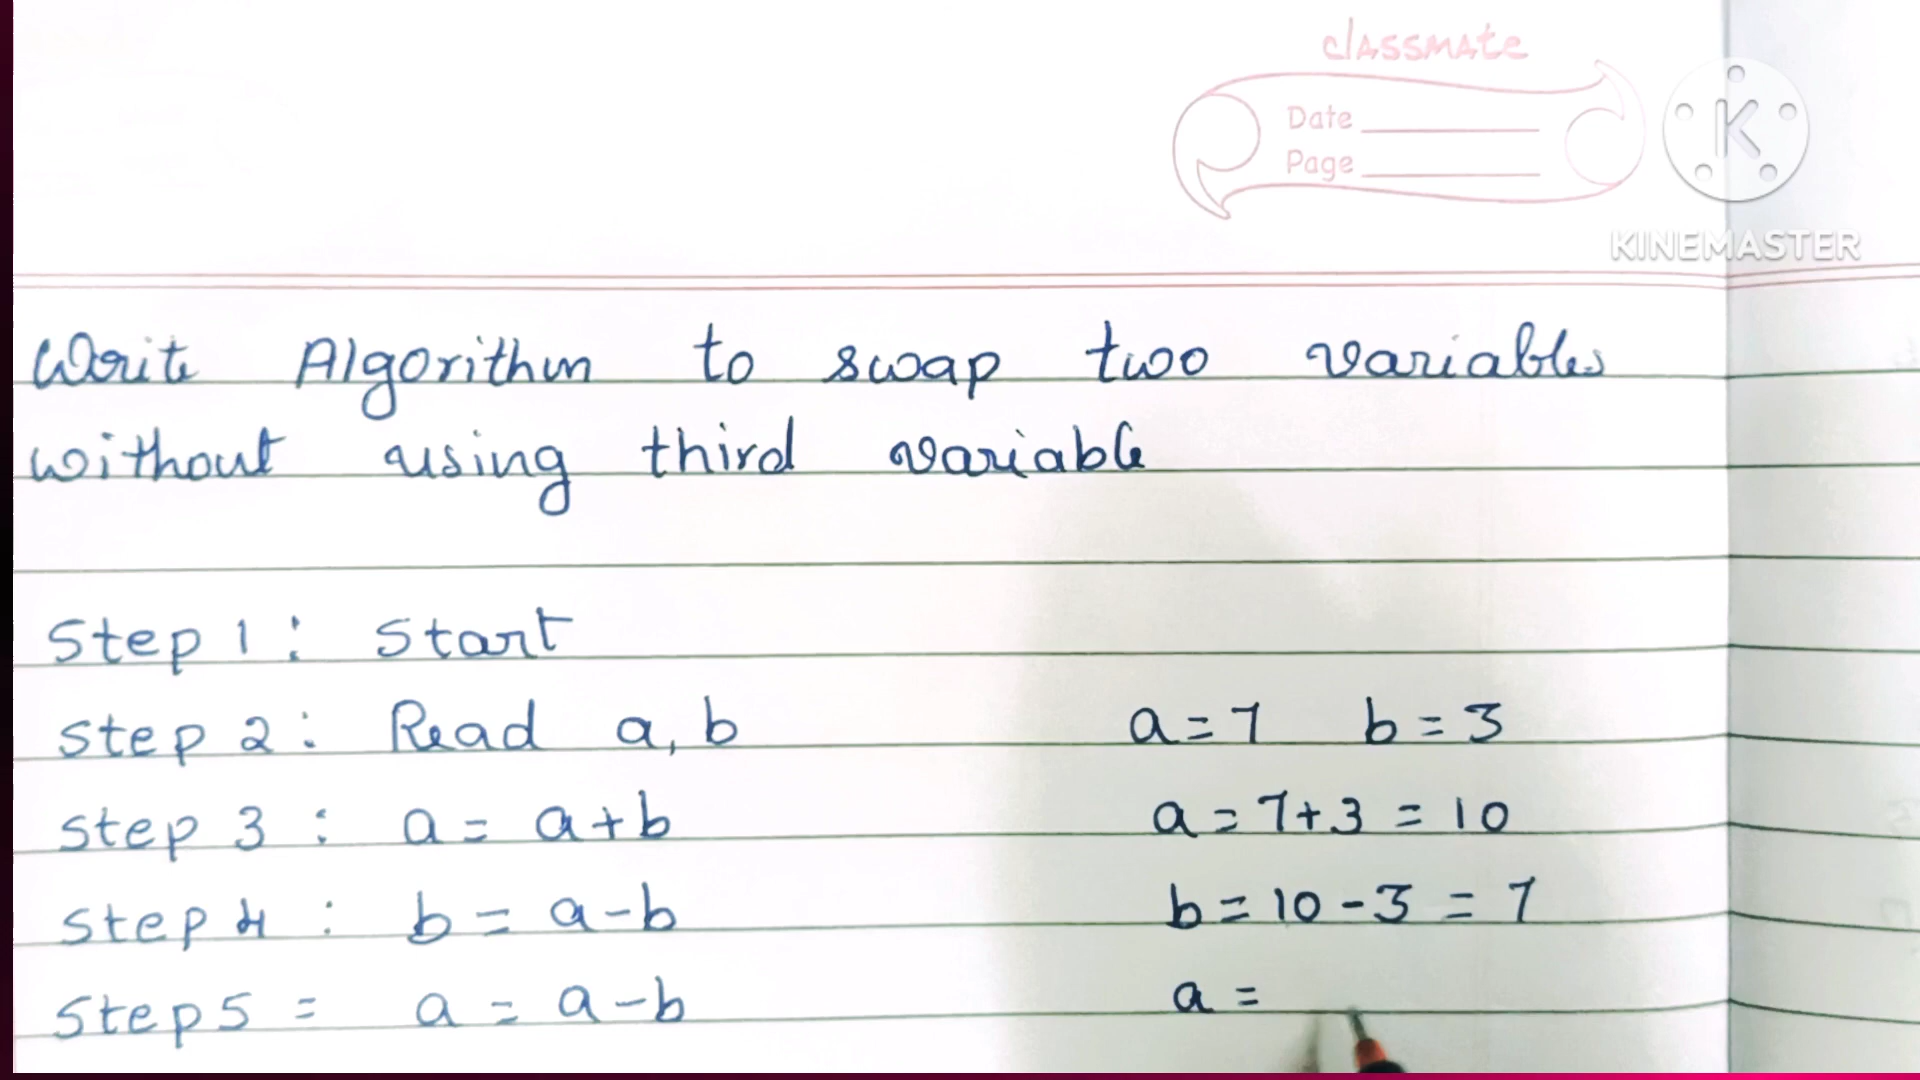 classmate
Date
Page
K
KINEMASTER
Write Algorithm to swap two variables
without using third variable
Step 1 : Start
Step 2 : Read a, b a = 7 b = 3
Step 3 : a = a+b a = 7+3 = 10
Step 4 : b = a-b b = 10-3 = 7
Step 5 = a = a-b a =